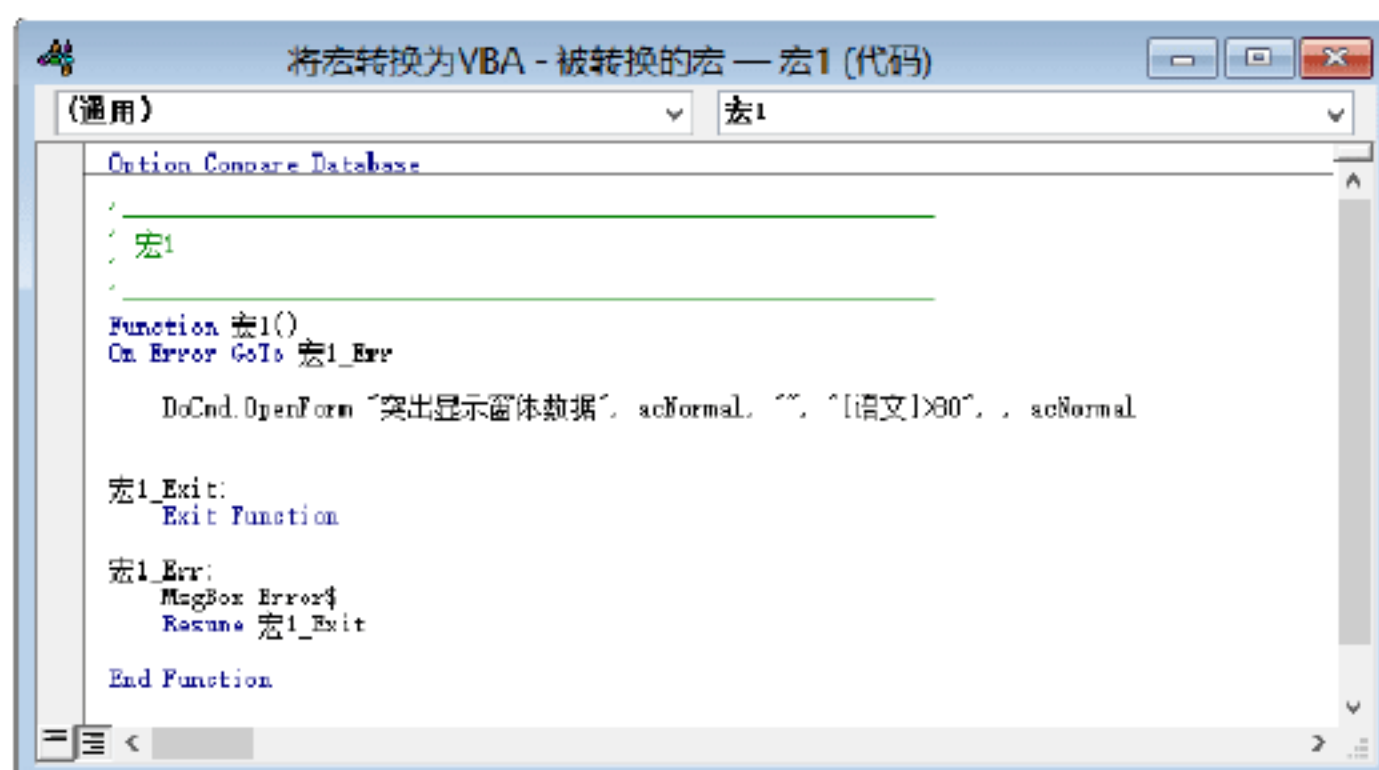 将宏转换为VBA - 被转换的宏 — 宏1 (代码)
(通用) 宏1
Option Compare Database
'
' 宏1
'
'
Function 宏1()
On Error GoTo 宏1_Err
DoCmd.OpenForm "突出显示窗体数据", acNormal, "", "[语文]>80", , acNormal
宏1_Exit:
Exit Function
宏1_Err:
MsgBox Error$
Resume 宏1_Exit
End Function